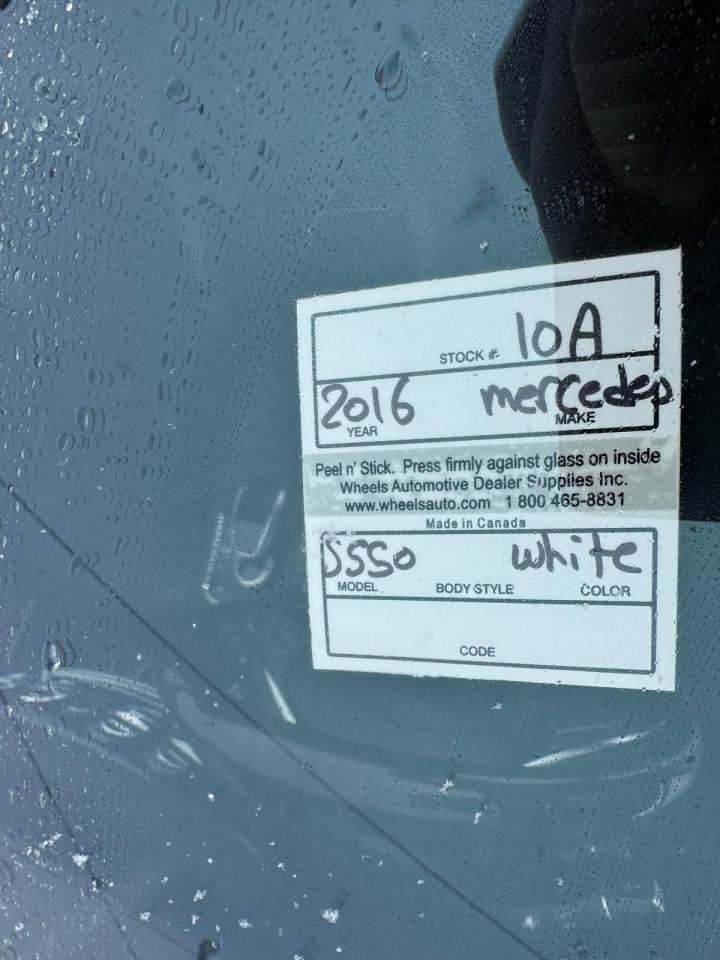 STOCK # 10A
2016 mercedes
YEAR MAKE
Peel n' Stick. Press firmly against glass on inside
Wheels Automotive Dealer Supplies Inc.
www.wheelsauto.com 1 800 465-8831
Made in Canada
S550 white
MODEL BODY STYLE COLOR
CODE